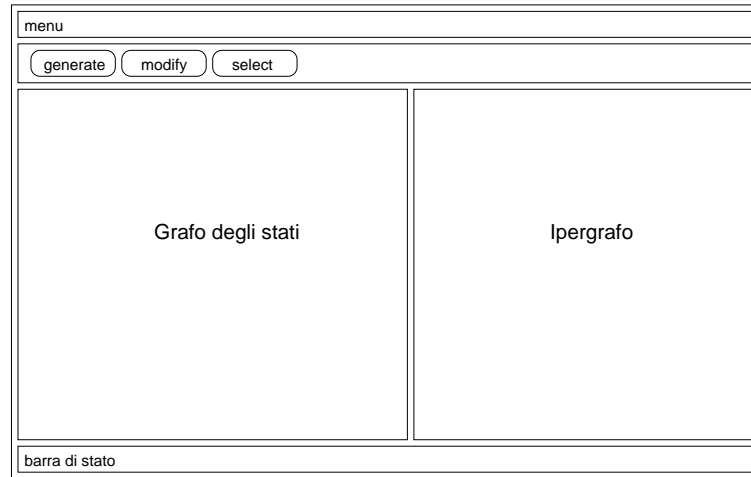 menu
generate modify select
Grafo degli stati Ipergrafo
barra di stato